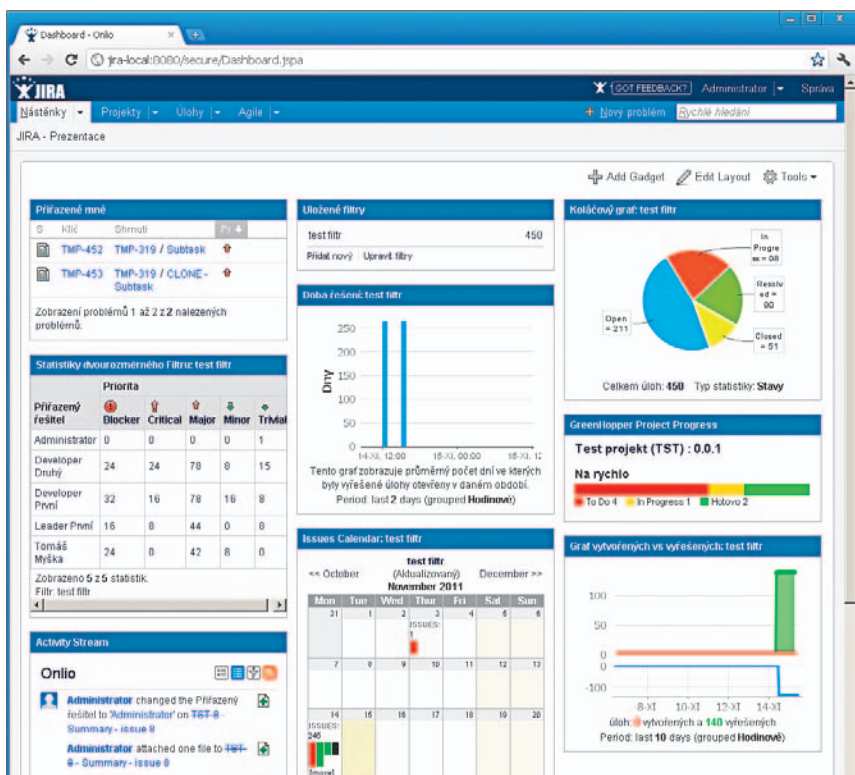 Dashboard - Onlio
jira-local:8080/secure/Dashboard.jspa
JIRA
GOT FEEDBACK? Administrator Správa
Nástěnky Projekty Úlohy Agile
Nový problém Rychlé hledání
JIRA - Prezentace
Add Gadget Edit Layout Tools
Přiřazené mně
S Klíč Shrnutí Pr
TMP-452 TMP-319 / Subtask
TMP-453 TMP-319 / CLONE -
Subtask
Zobrazení problémů 1 až 2 z 2 nalezených
problémů.
Statistiky dvourozměrného Filtru: test filtr
Priorita
Přiřazený
řešitel Blocker Critical Major Minor Trivial
Administrator 0 0 0 0 1
Developer
Druhý 24 24 78 8 15
Developer
První 32 16 78 16 8
Leader První 16 8 44 0 8
Tomáš
Myška 24 0 42 8 0
Zobrazeno 5 z 5 statistik.
Filtr: test filtr
Activity Stream
Onlio
Administrator changed the Přiřazený
řešitel to 'Administrator' on TST-8 -
Summary - issue 8
Administrator attached one file to TST-
8 - Summary - issue 8
Uložené filtry
test filtr 450
Přidat nový Upravit filtry
Doba řešení: test filtr
Dny
250
200
150
100
50
0
14-XI, 12:00 15-XI, 00:00 15-XI, 12:
Tento graf zobrazuje průměrný počet dní ve kterých
byly vyřešené úlohy otevřeny v daném období.
Period: last 2 days (grouped Hodinové)
Issues Calendar: test filtr
test filtr
<< October (Aktualizovaný) December >>
November 2011
Mon Tue Wed Thur Fri Sat Sun
31 1 2 3 4 5 6
ISSUES:
1
7 8 9 10 11 12 13
14 15 16 17 18 19 20
ISSUES:
246
[more]
Koláčový graf: test filtr
In
Progre
ss = 98
Resolv
ed =
90
Closed
= 51
Open
= 211
Celkem úloh: 450 Typ statistiky: Stavy
GreenHopper Project Progress
Test projekt (TST) : 0.0.1
Na rychlo
To Do 4 In Progress 1 Hotovo 2
Graf vytvořených vs vyřešených: test filtr
100
50
0
0
-100
8-XI 10-XI 12-XI 14-XI
úloh: vytvořených a 140 vyřešených
Period: last 10 days (grouped Hodinové)